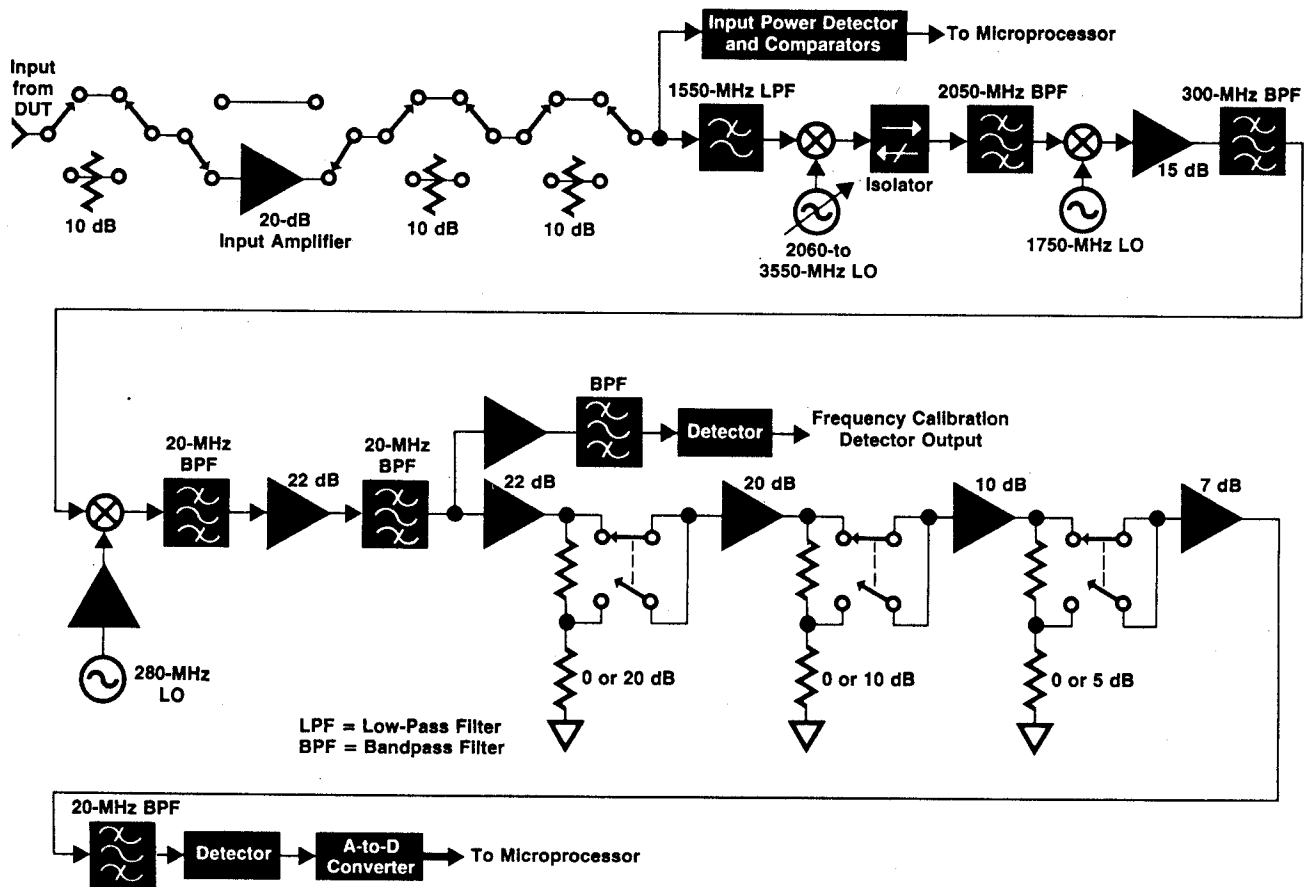 Input Power Detector
and Comparators
To Microprocessor
Input
from
DUT
1550-MHz LPF
2050-MHz BPF
300-MHz BPF
10 dB
20-dB
Input Amplifier
10 dB
10 dB
Isolator
15 dB
2060-to
3550-MHz LO
1750-MHz LO
BPF
Detector
Frequency Calibration
Detector Output
20-MHz
BPF
22 dB
20-MHz
BPF
22 dB
20 dB
10 dB
7 dB
280-MHz
LO
0 or 20 dB
0 or 10 dB
0 or 5 dB
LPF = Low-Pass Filter
BPF = Bandpass Filter
20-MHz BPF
Detector
A-to-D
Converter
To Microprocessor